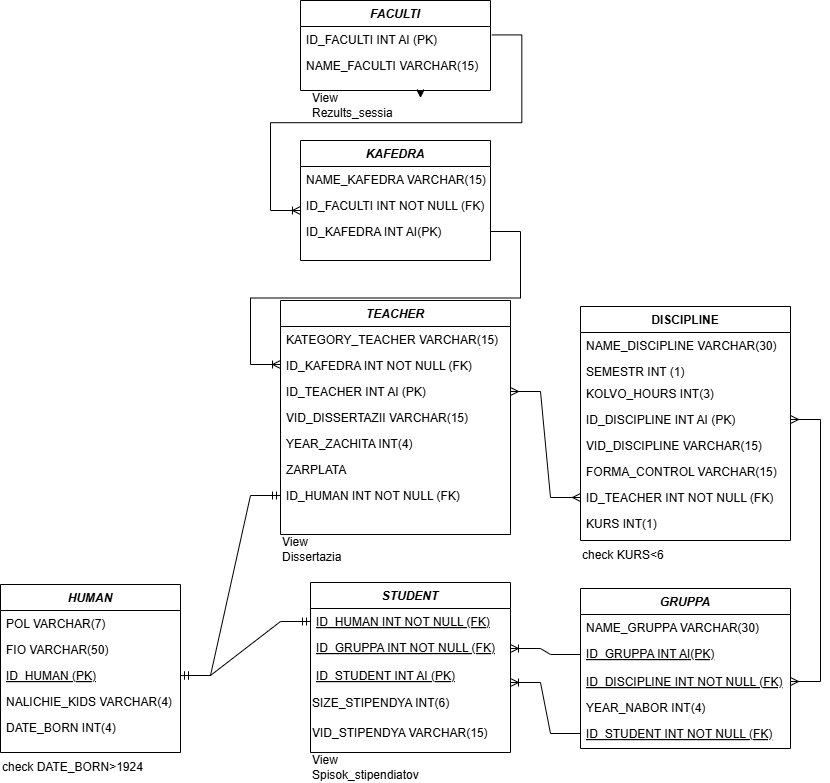 FACULTI
ID_FACULTI INT AI (PK)
NAME_FACULTI VARCHAR(15)
View
Rezults_sessia
KAFEDRA
NAME_KAFEDRA VARCHAR(15)
ID_FACULTI INT NOT NULL (FK)
ID_KAFEDRA INT AI(PK)
TEACHER
KATEGORY_TEACHER VARCHAR(15)
ID_KAFEDRA INT NOT NULL (FK)
ID_TEACHER INT AI (PK)
VID_DISSERTAZII VARCHAR(15)
YEAR_ZACHITA INT(4)
ZARPLATA
ID_HUMAN INT NOT NULL (FK)
View
Dissertazia
DISCIPLINE
NAME_DISCIPLINE VARCHAR(30)
SEMESTR INT (1)
KOLVO_HOURS INT(3)
ID_DISCIPLINE INT AI (PK)
VID_DISCIPLINE VARCHAR(15)
FORMA_CONTROL VARCHAR(15)
ID_TEACHER INT NOT NULL (FK)
KURS INT(1)
check KURS<6
HUMAN
POL VARCHAR(7)
FIO VARCHAR(50)
ID_HUMAN (PK)
NALICHIE_KIDS VARCHAR(4)
DATE_BORN INT(4)
check DATE_BORN>1924
STUDENT
ID_HUMAN INT NOT NULL (FK)
ID_GRUPPA INT NOT NULL (FK)
ID_STUDENT INT AI (PK)
SIZE_STIPENDYA INT(6)
VID_STIPENDYA VARCHAR(15)
View
Spisok_stipendiatov
GRUPPA
NAME_GRUPPA VARCHAR(30)
ID_GRUPPA INT AI(PK)
ID_DISCIPLINE INT NOT NULL (FK)
YEAR_NABOR INT(4)
ID_STUDENT INT NOT NULL (FK)